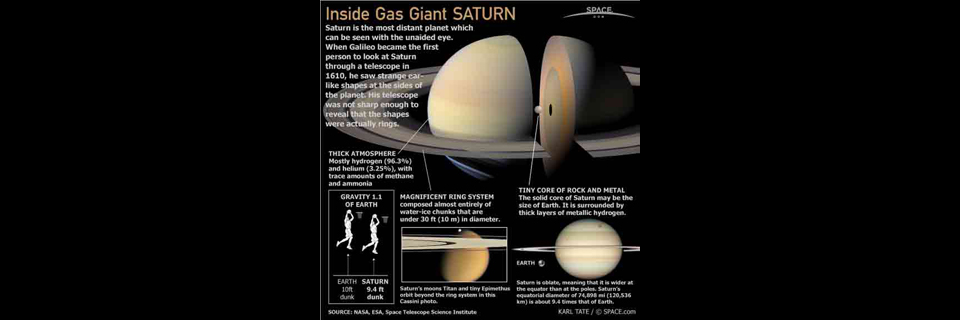 Inside Gas Giant SATURN
SPACE
.com
Saturn is the most distant planet which
can be seen with the unaided eye.
When Galileo became the first
person to look at Saturn
through a telescope in
1610, he saw strange ear-
like shapes at the sides of
the planet. His telescope
was not sharp enough to
reveal that the shapes
were actually rings.
THICK ATMOSPHERE
Mostly hydrogen (96.3%)
and helium (3.25%), with
trace amounts of methane
and ammonia
MAGNIFICENT RING SYSTEM
composed almost entirely of
water-ice chunks that are
under 30 ft (10 m) in diameter.
TINY CORE OF ROCK AND METAL
The solid core of Saturn may be the
size of Earth. It is surrounded by
thick layers of metallic hydrogen.
GRAVITY 1.1
OF EARTH
EARTH SATURN
10ft 9.4 ft
dunk dunk
Saturn's moons Titan and tiny Epimethus
orbit beyond the ring system in this
Cassini photo.
EARTH
Saturn is oblate, meaning that it is wider at
the equator than at the poles. Saturn's
equatorial diameter of 74,898 mi (120,536
km) is about 9.4 times that of Earth.
SOURCE: NASA, ESA, Space Telescope Science Institute
KARL TATE / © SPACE.com